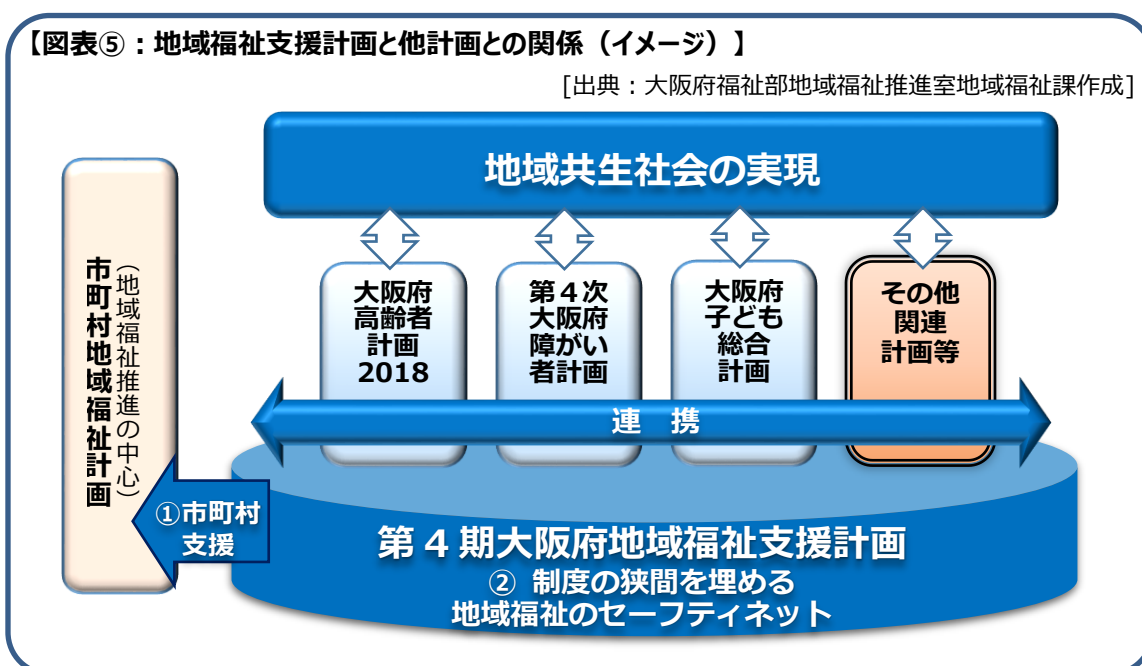 【図表⑤：地域福祉支援計画と他計画との関係（イメージ）】
[出典：大阪府福祉部地域福祉推進室地域福祉課作成]
地域共生社会の実現
市町村地域福祉計画
（地域福祉推進の中心）
大阪府
高齢者
計画
2018
第４次
大阪府
障がい
者計画
大阪府
子ども
総合
計画
その他
関連
計画等
連　携
①市町村
支援
第４期大阪府地域福祉支援計画
② 制度の狭間を埋める
地域福祉のセーフティネット